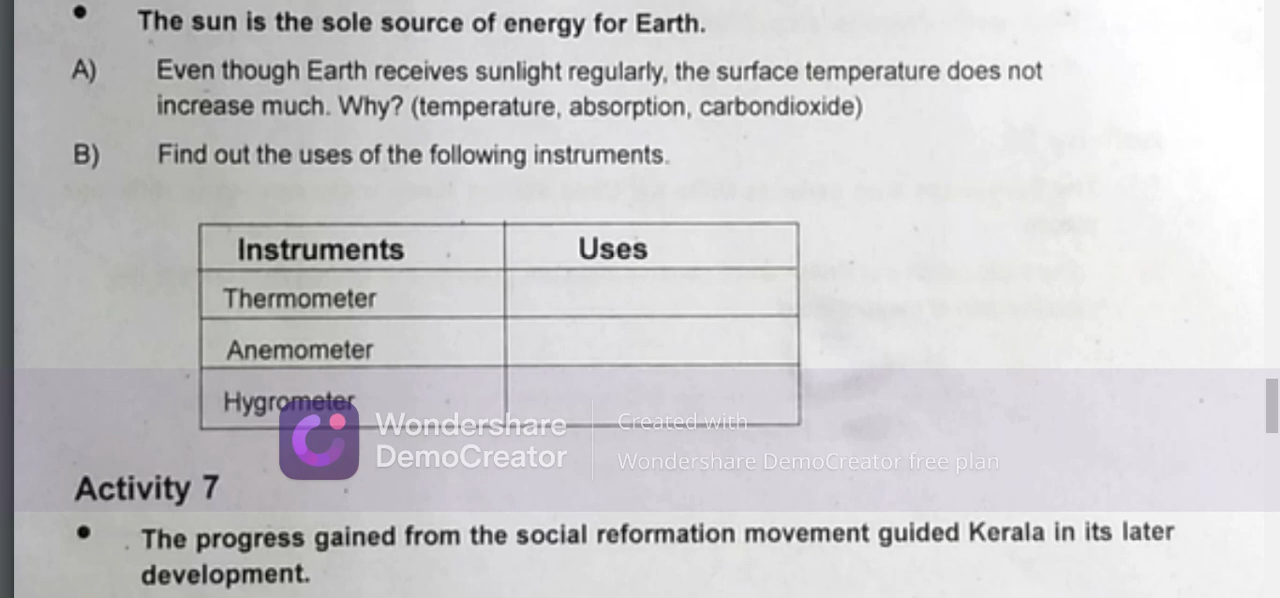 • The sun is the sole source of energy for Earth.
A) Even though Earth receives sunlight regularly, the surface temperature does not
increase much. Why? (temperature, absorption, carbondioxide)
B) Find out the uses of the following instruments.
Instruments Uses
Thermometer
Anemometer
Hygrometer
Wondershare
DemoCreator
Created with
Wondershare DemoCreator free plan
Activity 7
• The progress gained from the social reformation movement guided Kerala in its later
development.